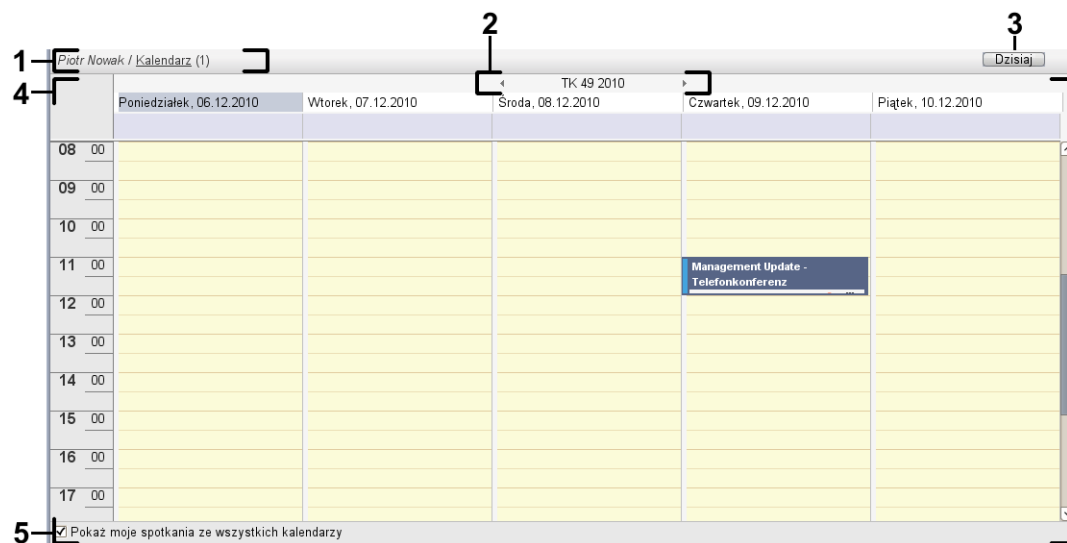 2
3
1
Piotr Nowak / Kalendarz (1)
Dzisiaj
4
TK 49 2010
Poniedziałek, 06.12.2010
Wtorek, 07.12.2010
Środa, 08.12.2010
Czwartek, 09.12.2010
Piątek, 10.12.2010
08 00
09 00
10 00
11 00
Management Update -
Telefonkonferenz
12 00
13 00
14 00
15 00
16 00
17 00
5
Pokaż moje spotkania ze wszystkich kalendarzy